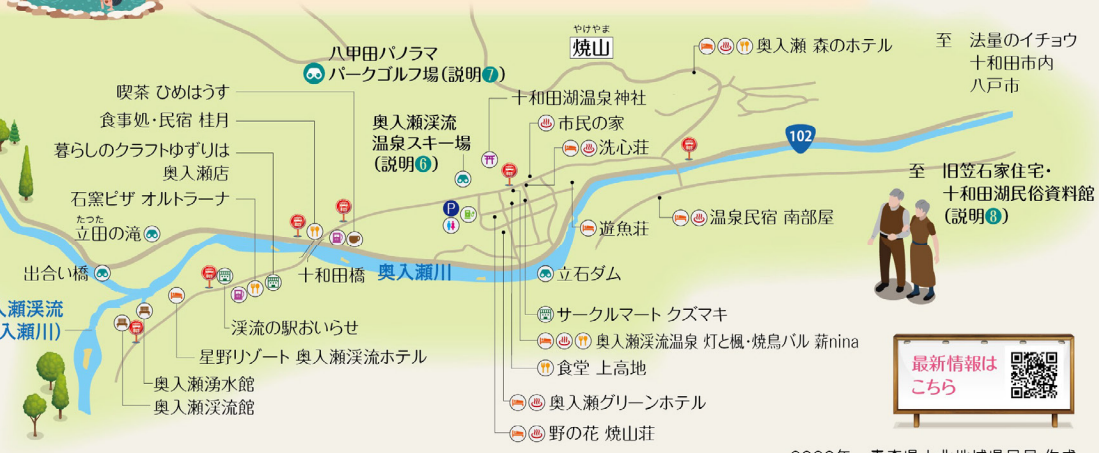 やけやま
焼山
奥入瀬 森のホテル
至 法量のイチョウ
十和田市内
八戸市
八甲田パノラマ
パークゴルフ場(説明7)
喫茶 ひめはうす
食事処・民宿 桂月
暮らしのクラフトゆずりは
奥入瀬店
石窯ピザ オルトラーナ
たつた
立田の滝
出合い橋
奥入瀬渓流
温泉スキー場
(説明6)
十和田湖温泉神社
市民の家
洗心荘
102
至 旧笠石家住宅・
十和田湖民俗資料館
(説明8)
温泉民宿 南部屋
遊魚荘
P
十和田橋
奥入瀬川
立石ダム
瀬渓流
入瀬川)
渓流の駅おいらせ
星野リゾート 奥入瀬渓流ホテル
奥入瀬湧水館
奥入瀬渓流館
サークルマート クズマキ
奥入瀬渓流温泉 灯と楓・焼鳥バル 薪nina
食堂 上高地
奥入瀬グリーンホテル
野の花 焼山荘
最新情報は
こちら